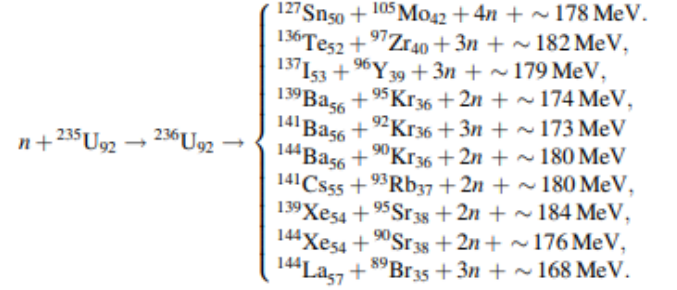 ¹²⁷Sn₅₀ + ¹⁰⁵Mo₄₂ + 4n + ∼ 178 MeV.
¹³⁶Te₅₂ + ⁹⁷Zr₄₀ + 3n + ∼ 182 MeV,
¹³⁷I₅₃ + ⁹⁶Y₃₉ + 3n + ∼ 179 MeV,
¹³⁹Ba₅₆ + ⁹⁵Kr₃₆ + 2n + ∼ 174 MeV,
n + ²³⁵U₉₂ → ²³⁶U₉₂ → ¹⁴¹Ba₅₆ + ⁹²Kr₃₆ + 3n + ∼ 173 MeV
¹⁴⁴Ba₅₆ + ⁹⁰Kr₃₆ + 2n + ∼ 180 MeV
¹⁴¹Cs₅₅ + ⁹³Rb₃₇ + 2n + ∼ 180 MeV,
¹³⁹Xe₅₄ + ⁹⁵Sr₃₈ + 2n + ∼ 184 MeV,
¹⁴⁴Xe₅₄ + ⁹⁰Sr₃₈ + 2n + ∼ 176 MeV,
¹⁴⁴La₅₇ + ⁸⁹Br₃₅ + 3n + ∼ 168 MeV.